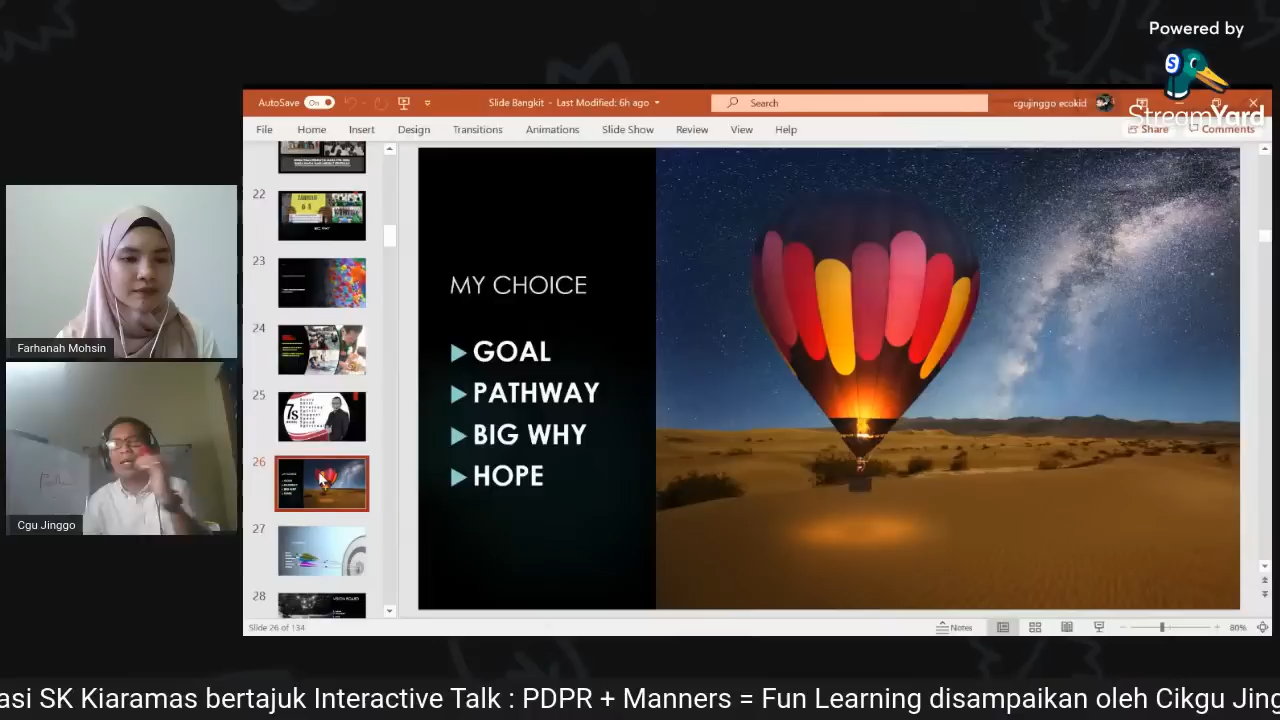 Powered by
StreamYard
AutoSave On
Slide Bangkit - Last Modified: 6h ago
Search
cgujinggo ecokid
File Home Insert Design Transitions Animations Slide Show Review View Help
Share Comments
22
23
24
25
7s
26
27
28
VISION BOARD
MY CHOICE
GOAL
PATHWAY
BIG WHY
HOPE
Farhanah Mohsin
Cgu Jinggo
Slide 26 of 134
Notes
80%
asi SK Kiaramas bertajuk Interactive Talk : PDPR + Manners = Fun Learning disampaikan oleh Cikgu Jing